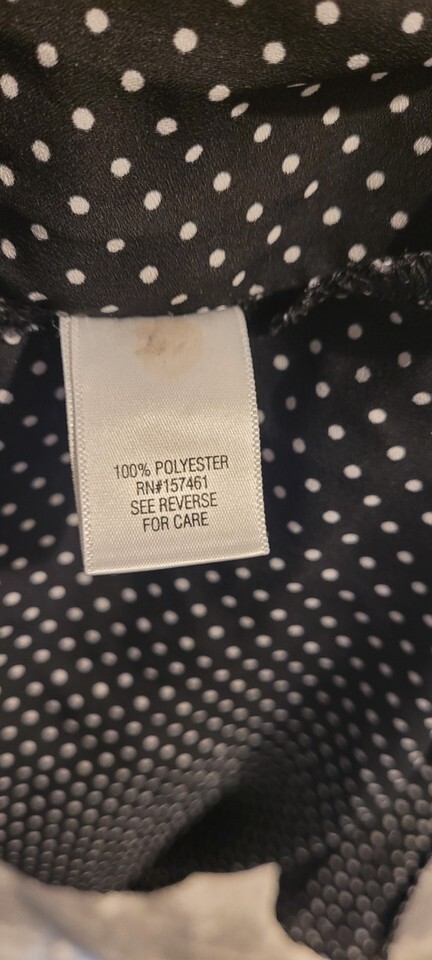 100% POLYESTER
RN#157461
SEE REVERSE
FOR CARE